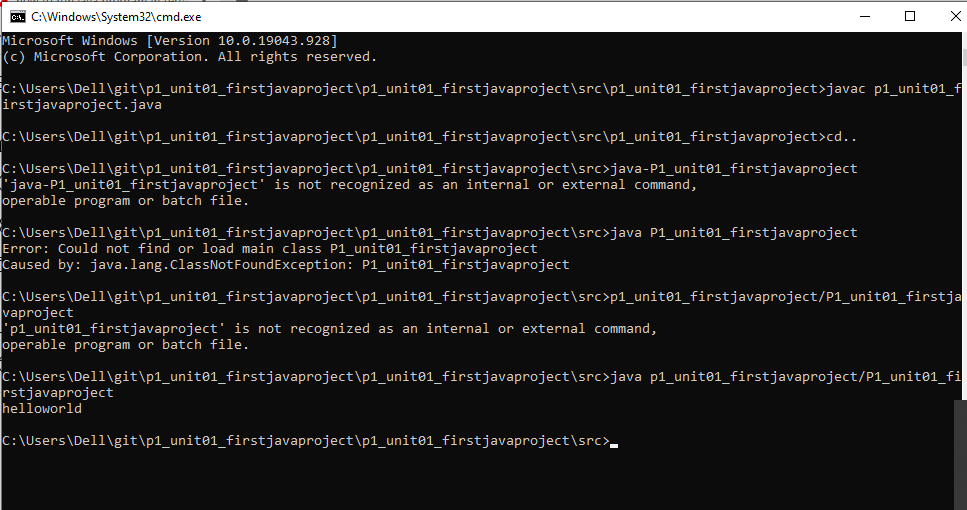 C:\Windows\System32\cmd.exe
Microsoft Windows [Version 10.0.19043.928]
(c) Microsoft Corporation. All rights reserved.
C:\Users\Dell\git\p1_unit01_firstjavaproject\p1_unit01_firstjavaproject\src\p1_unit01_firstjavaproject>javac p1_unit01_f
irstjavaproject.java
C:\Users\Dell\git\p1_unit01_firstjavaproject\p1_unit01_firstjavaproject\src\p1_unit01_firstjavaproject>cd..
C:\Users\Dell\git\p1_unit01_firstjavaproject\p1_unit01_firstjavaproject\src>java-P1_unit01_firstjavaproject
'java-P1_unit01_firstjavaproject' is not recognized as an internal or external command,
operable program or batch file.
C:\Users\Dell\git\p1_unit01_firstjavaproject\p1_unit01_firstjavaproject\src>java P1_unit01_firstjavaproject
Error: Could not find or load main class P1_unit01_firstjavaproject
Caused by: java.lang.ClassNotFoundException: P1_unit01_firstjavaproject
C:\Users\Dell\git\p1_unit01_firstjavaproject\p1_unit01_firstjavaproject\src>p1_unit01_firstjavaproject/P1_unit01_firstja
vaproject
'p1_unit01_firstjavaproject' is not recognized as an internal or external command,
operable program or batch file.
C:\Users\Dell\git\p1_unit01_firstjavaproject\p1_unit01_firstjavaproject\src>java p1_unit01_firstjavaproject/P1_unit01_fi
rstjavaproject
helloworld
C:\Users\Dell\git\p1_unit01_firstjavaproject\p1_unit01_firstjavaproject\src>